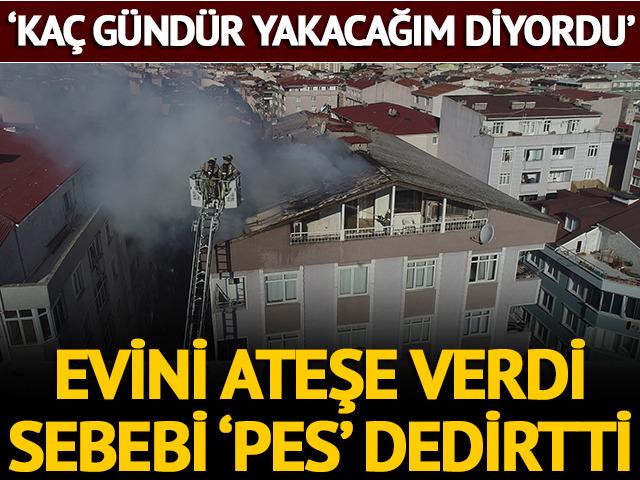 ‘KAÇ GÜNDÜR YAKACAĞIM DİYORDU’
EVİNİ ATEŞE VERDİ
SEBEBİ ‘PES’ DEDİRTTİ